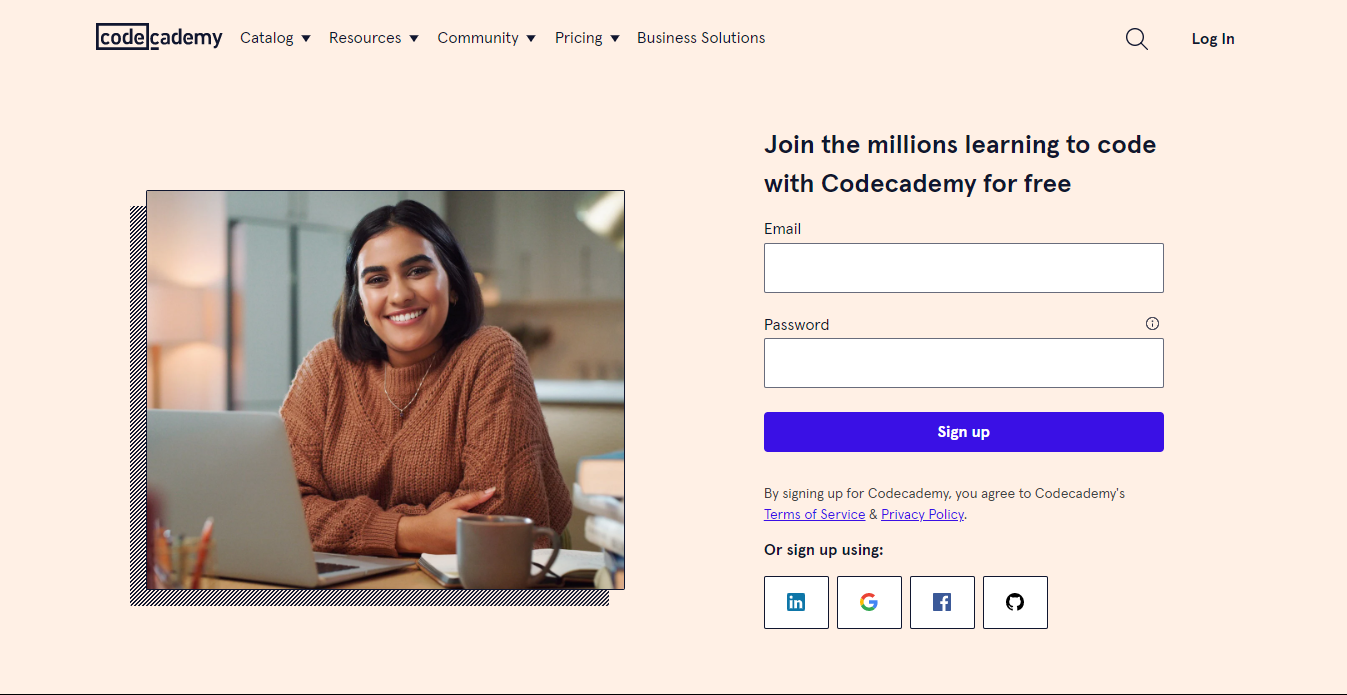 codecademy
Catalog
Resources
Community
Pricing
Business Solutions
Log In
Join the millions learning to code
with Codecademy for free
Email
Password
Sign up
By signing up for Codecademy, you agree to Codecademy's
Terms of Service & Privacy Policy.
Or sign up using:
in
G
f